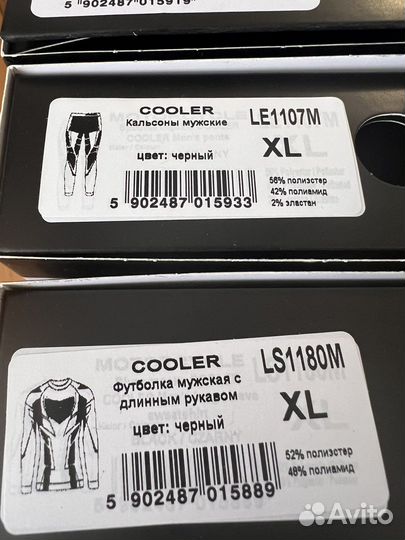 5 902487 015919
COOLER
Кальсоны мужские
LE1107M
XL
цвет: черный
56% полиэстер
42% полиамид
2% эластан
5 902487 015933
COOLER
LS1180M
Футболка мужская с
длинным рукавом
XL
цвет: черный
52% полиэстер
48% полиамид
5 902487 015889
Avito